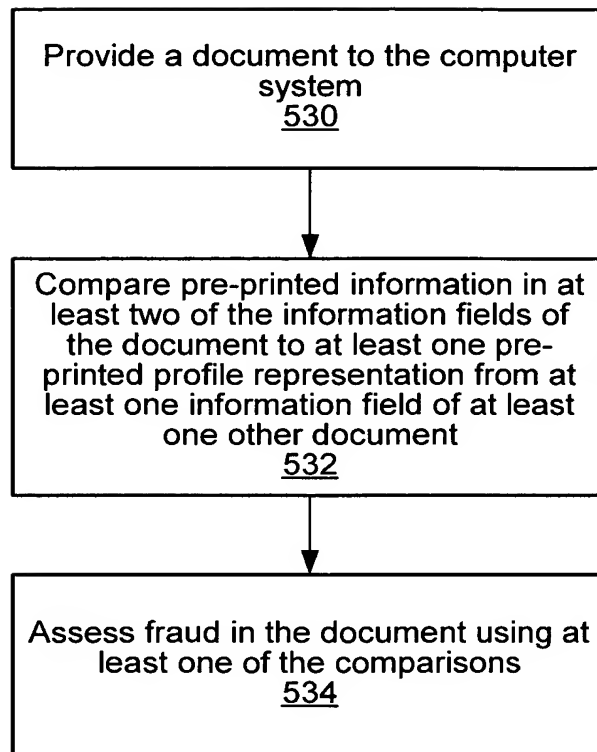 Provide a document to the computer
system
530
Compare pre-printed information in at
least two of the information fields of
the document to at least one pre-
printed profile representation from at
least one information field of at least
one other document
532
Assess fraud in the document using at
least one of the comparisons
534